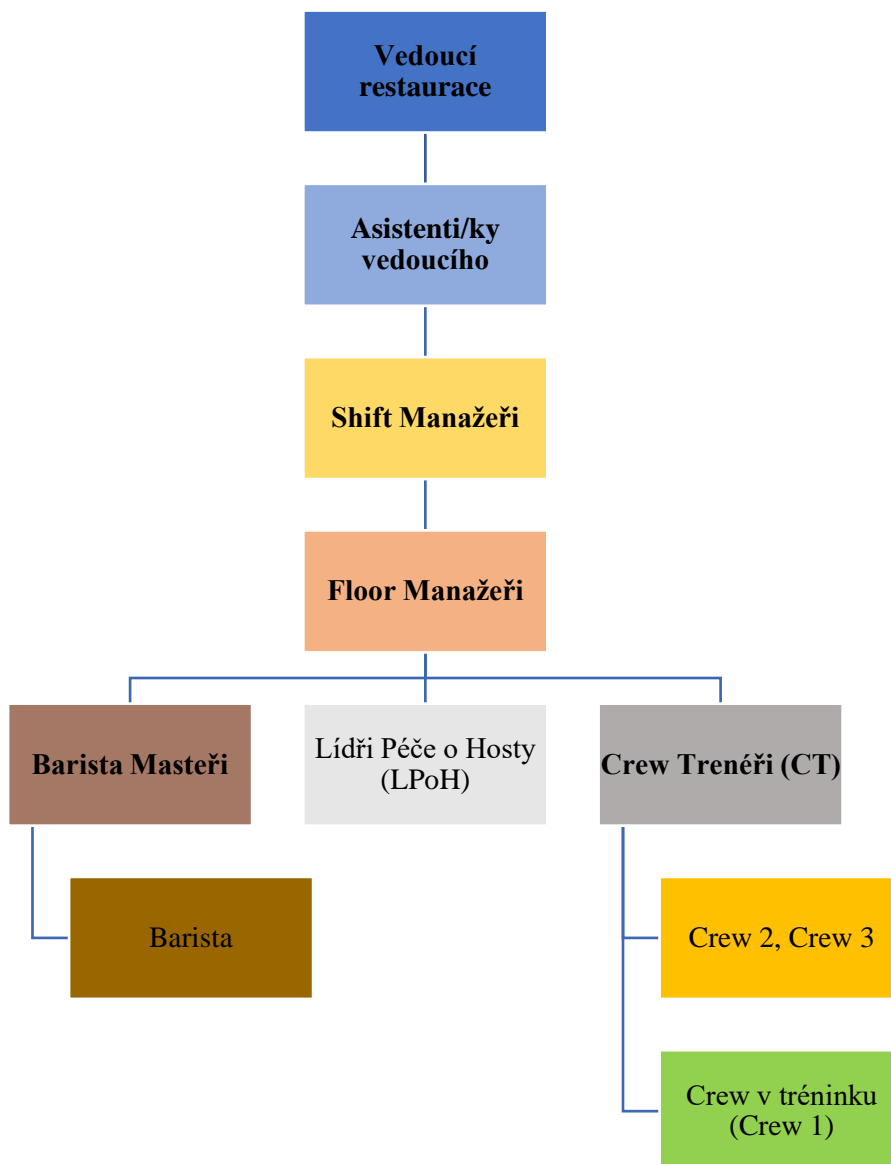 Vedoucí
restaurace
Asistenti/ky
vedoucího
Shift Manažeři
Floor Manažeři
Barista Masteři
Lídři Péče o Hosty
(LPoH)
Crew Trenéři (CT)
Barista
Crew 2, Crew 3
Crew v tréninku
(Crew 1)